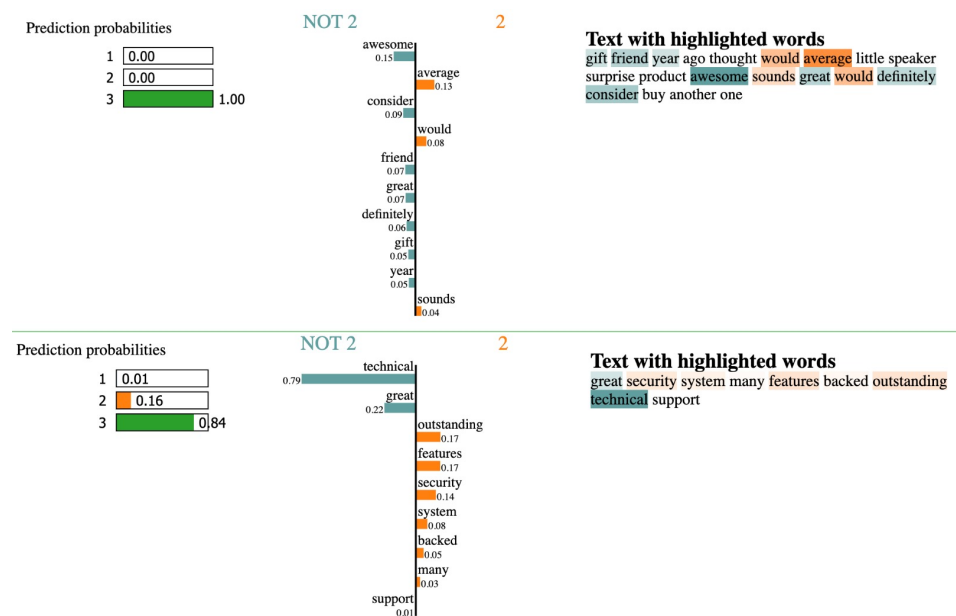 NOT 2
2
Prediction probabilities
1 0.00
2 0.00
3 1.00
awesome
0.15
average
0.13
consider
0.09
would
0.08
friend
0.07
great
0.07
definitely
0.06
gift
0.05
year
0.05
sounds
0.04
Text with highlighted words
gift friend year ago thought would average little speaker
surprise product awesome sounds great would definitely
consider buy another one
NOT 2
2
Prediction probabilities
1 0.01
2 0.16
3 0.84
technical
0.79
great
0.22
outstanding
0.17
features
0.17
security
0.14
system
0.08
backed
0.05
many
0.03
support
0.01
Text with highlighted words
great security system many features backed outstanding
technical support